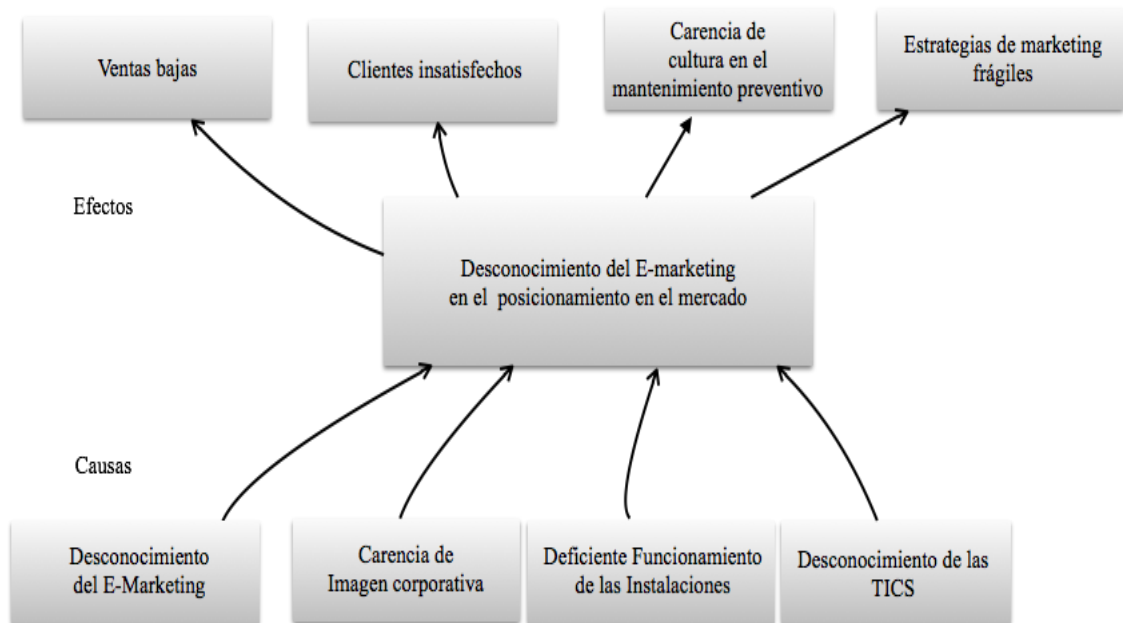 Ventas bajas
Clientes insatisfechos
Carencia de
cultura en el
mantenimiento preventivo
Estrategias de marketing
frágiles
Efectos
Desconocimiento del E-marketing
en el posicionamiento en el mercado
Causas
Desconocimiento
del E-Marketing
Carencia de
Imagen corporativa
Deficiente Funcionamiento
de las Instalaciones
Desconocimiento de las
TICS